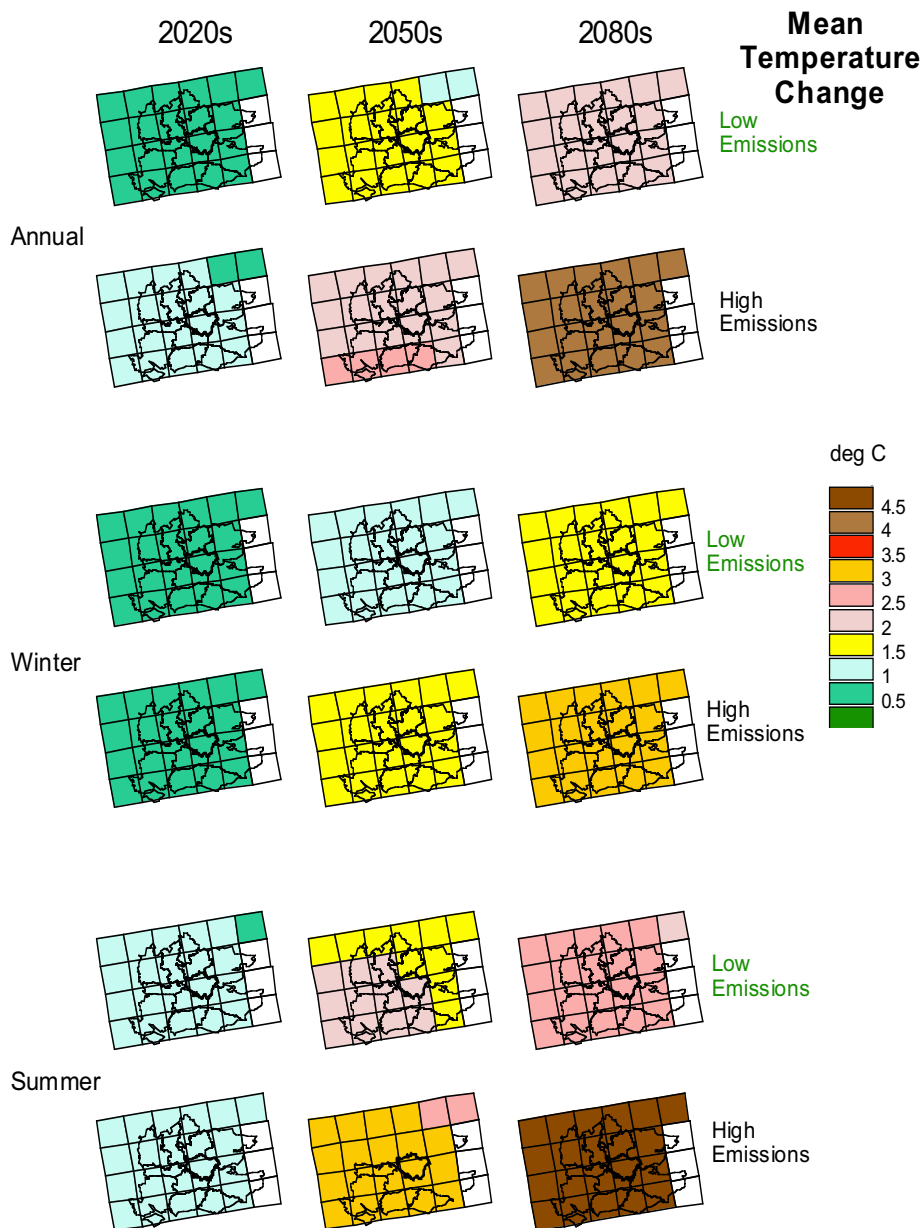 2020s
2050s
2080s
Mean
Temperature
Change
Low
Emissions
Annual
High
Emissions
deg C
4.5
4
3.5
3
2.5
2
1.5
1
0.5
Low
Emissions
Winter
High
Emissions
Low
Emissions
Summer
High
Emissions